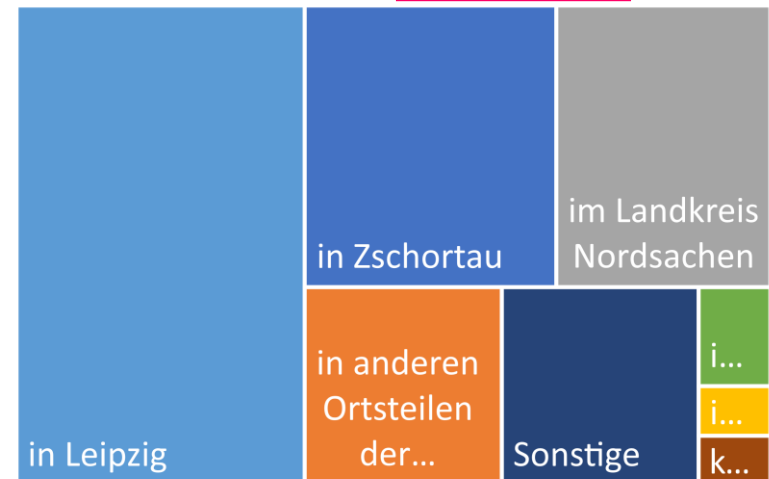 in Leipzig
in Zschortau
im Landkreis
Nordsachen
in anderen
Ortsteilen
der...
Sonstige
i...
i...
k...